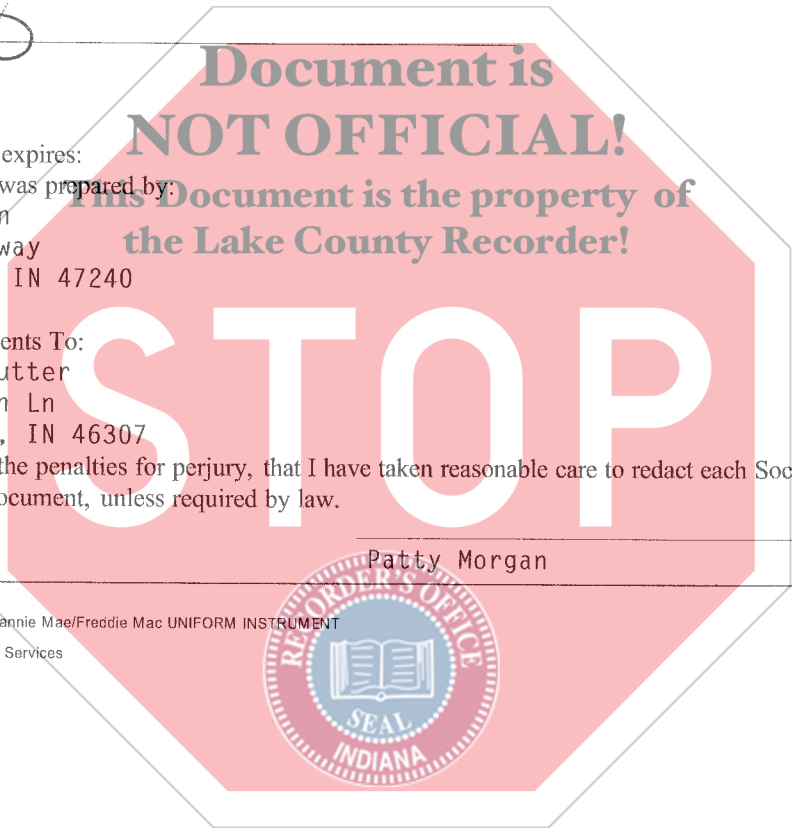 Document is
NOT OFFICIAL!
expires:
was prepared by:
This Document is the property of
n
way
the Lake County Recorder!
IN 47240
ents To:
utter
n Ln
, IN 46307
STOP
the penalties for perjury, that I have taken reasonable care to redact each Soc
ocument, unless required by law.
Patty Morgan
annie Mae/Freddie Mac UNIFORM INSTRUMENT
Services
RECORDER'S OFFICE
SEAL
INDIANA